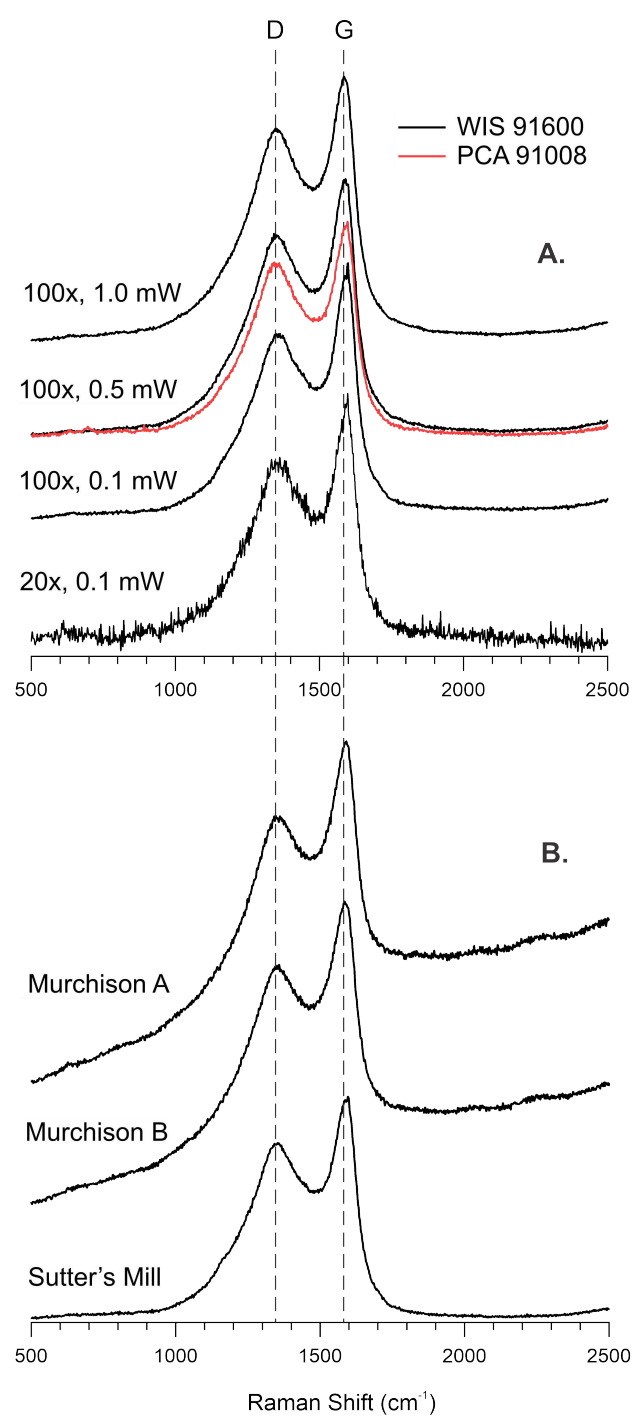 D G
WIS 91600
PCA 91008
A.
100x, 1.0 mW
100x, 0.5 mW
100x, 0.1 mW
20x, 0.1 mW
500 1000 1500 2000 2500
B.
Murchison A
Murchison B
Sutter’s Mill
500 1000 1500 2000 2500
Raman Shift (cm⁻¹)